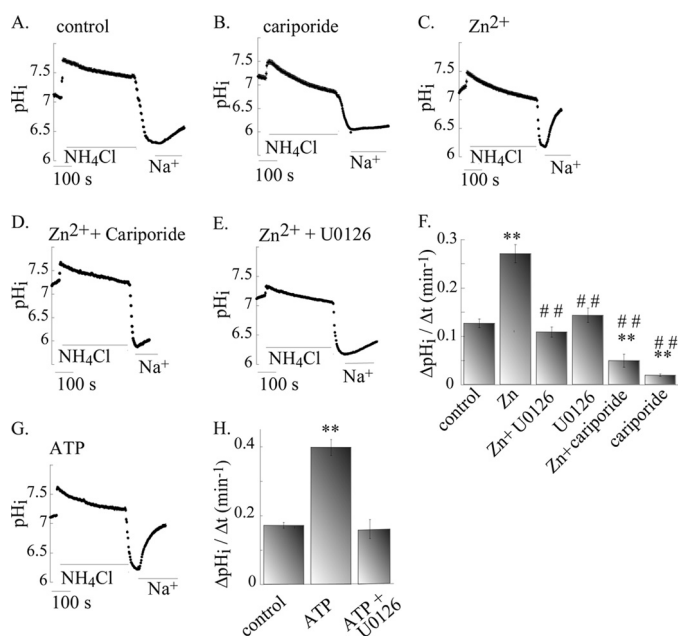 A. control
7.5
7
6.5
6
pHi
NH4Cl
Na+
100 s
B. cariporide
7.5
7
6.5
6
pHi
NH4Cl
Na+
100 s
C. Zn2+
7.5
7
6.5
6
pHi
NH4Cl
Na+
100 s
D. Zn2+ + Cariporide
7.5
7
6.5
6
pHi
NH4Cl
Na+
100 s
E. Zn2+ + U0126
7.5
7
6.5
6
pHi
NH4Cl
Na+
100 s
F.
0.3
0.2
0.1
0
ΔpHi / Δt (min-1)
**
##
##
##
**
##
**
control
Zn
Zn+ U0126
U0126
Zn+cariporide
cariporide
G.
ATP
7.5
7
6.5
6
pHi
NH4Cl
Na+
100 s
H.
0.4
0.2
0
ΔpHi / Δt (min-1)
**
control
ATP
ATP +
U0126